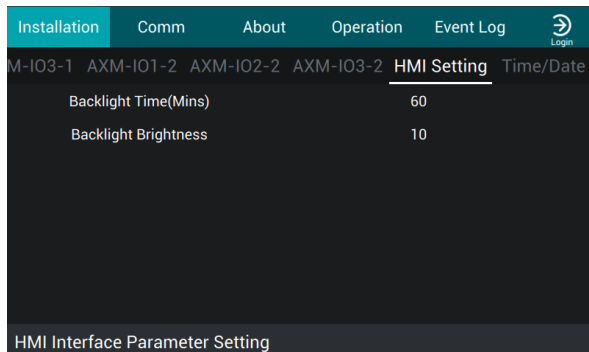 Installation Comm About Operation Event Log Login
M-IO3-1 AXM-IO1-2 AXM-IO2-2 AXM-IO3-2 HMI Setting Time/Date
Backlight Time(Mins) 60
Backlight Brightness 10
HMI Interface Parameter Setting